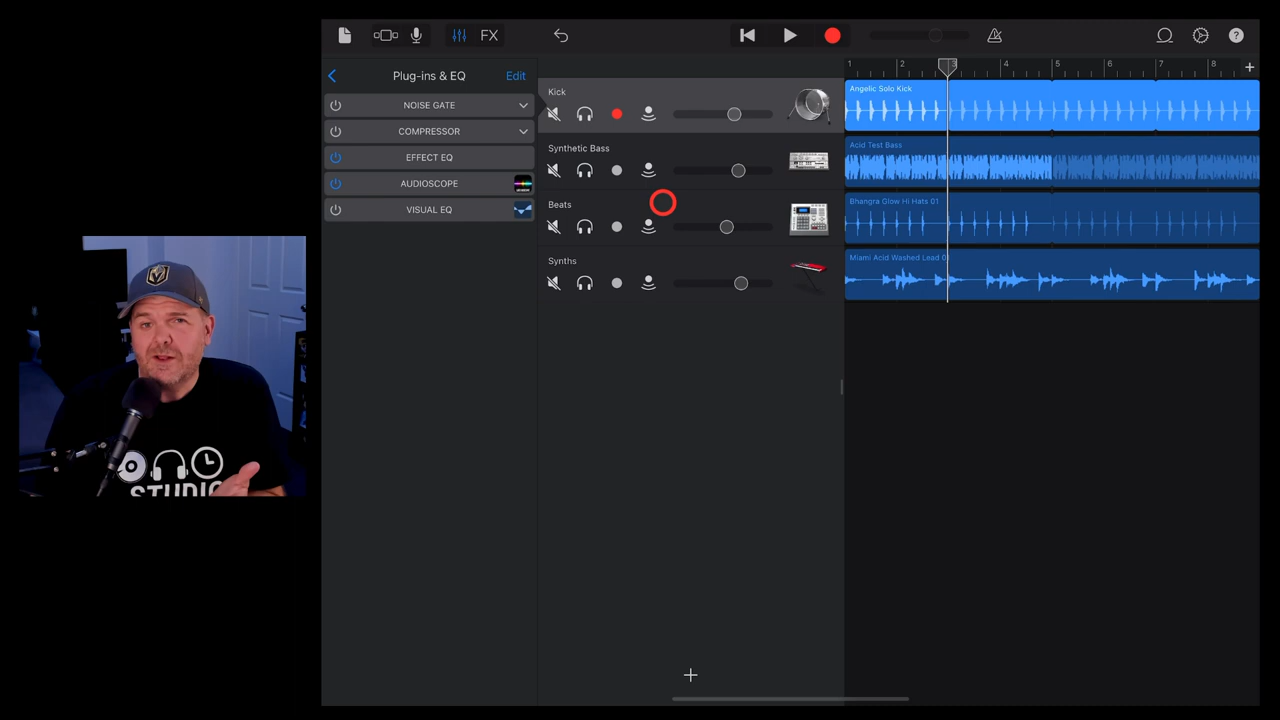 FX
Plug-ins & EQ
Edit
NOISE GATE
COMPRESSOR
EFFECT EQ
AUDIOSCOPE
VISUAL EQ
Kick
Synthetic Bass
Beats
Synths
1 2 3 4 5 6 7 8
Angelic Solo Kick
Acid Test Bass
Bhangra Glow Hi Hats 01
Miami Acid Washed Lead 0
STUDIO